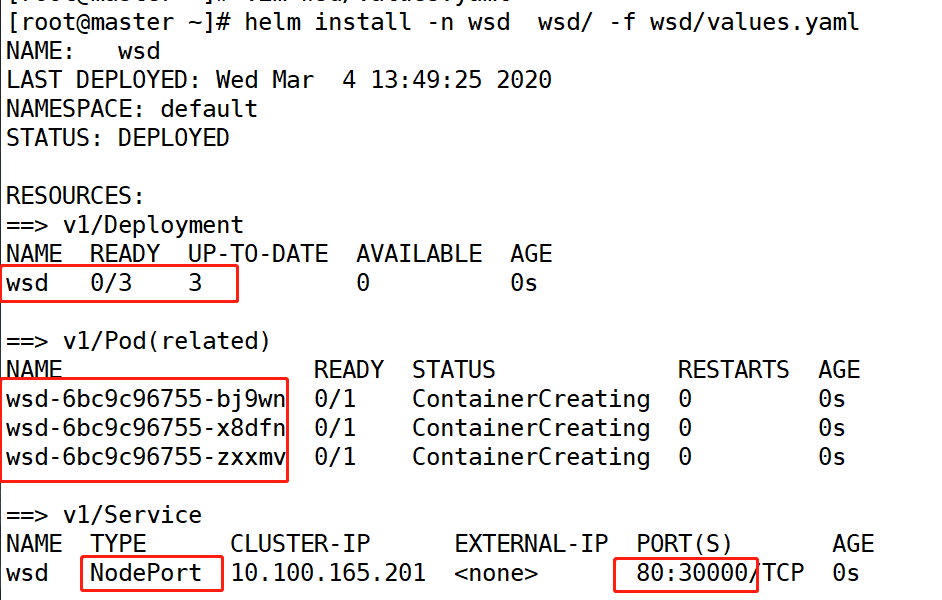 [root@master ~]# helm install -n wsd  wsd/ -f wsd/values.yaml
NAME:   wsd
LAST DEPLOYED: Wed Mar  4 13:49:25 2020
NAMESPACE: default
STATUS: DEPLOYED
RESOURCES:
==> v1/Deployment
NAME  READY  UP-TO-DATE  AVAILABLE  AGE
wsd   0/3    3           0          0s
==> v1/Pod(related)
NAME                  READY  STATUS             RESTARTS  AGE
wsd-6bc9c96755-bj9wn  0/1    ContainerCreating  0         0s
wsd-6bc9c96755-x8dfn  0/1    ContainerCreating  0         0s
wsd-6bc9c96755-zxxmv  0/1    ContainerCreating  0         0s
==> v1/Service
NAME  TYPE      CLUSTER-IP     EXTERNAL-IP  PORT(S)       AGE
wsd   NodePort  10.100.165.201  <none>       80:30000/TCP  0s